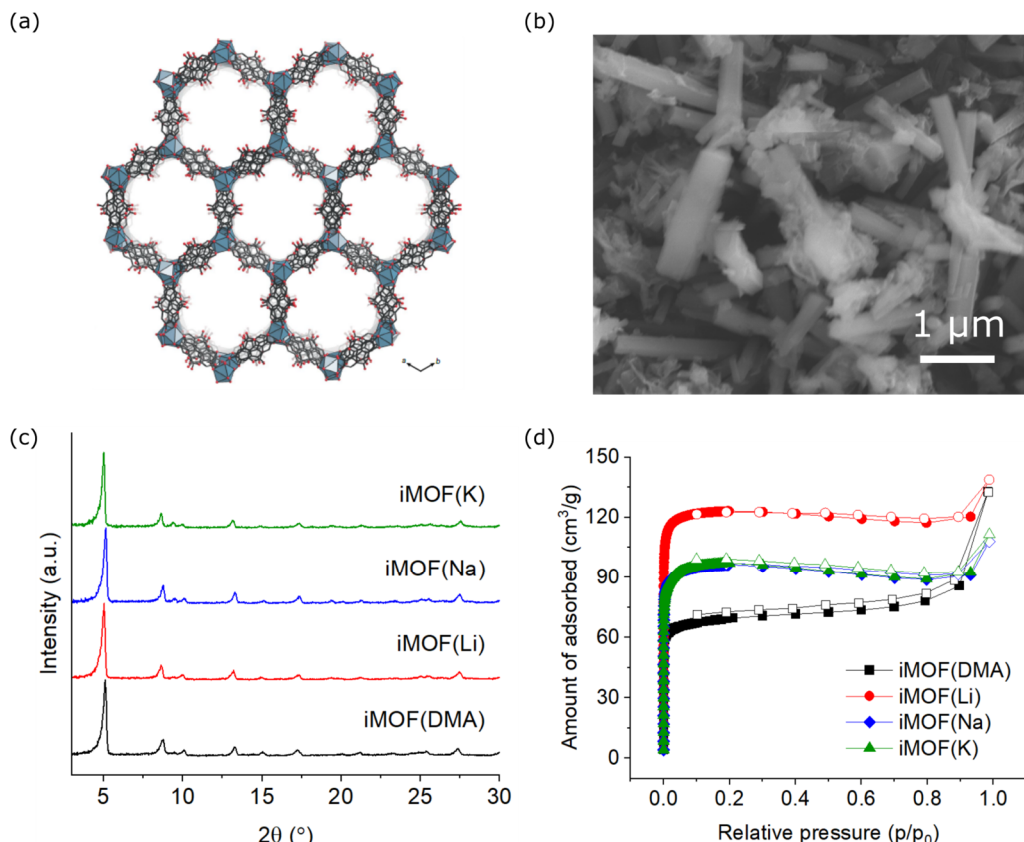 (a)
(b)
a
b
1 μm
(c)
(d)
iMOF(K)
iMOF(Na)
iMOF(Li)
iMOF(DMA)
Intensity (a.u.)
5 10 15 20 25 30
2θ (°)
150
120
90
60
30
0
Amount of adsorbed (cm³/g)
iMOF(DMA)
iMOF(Li)
iMOF(Na)
iMOF(K)
0.0 0.2 0.4 0.6 0.8 1.0
Relative pressure (p/p₀)